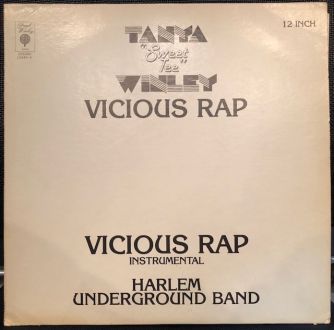 TANYA
12 INCH
"Sweet
Tee"
WINLEY
VICIOUS RAP
VICIOUS RAP
INSTRUMENTAL
HARLEM
UNDERGROUND BAND